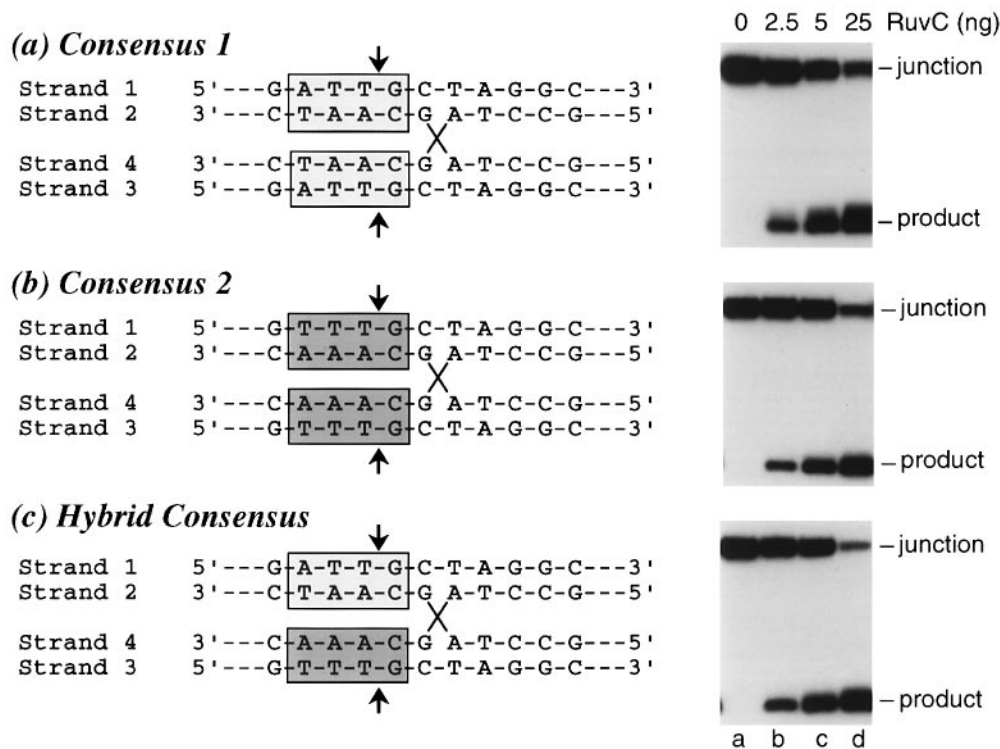 (a) Consensus 1
Strand 1 5'---G-A-T-T-G-C-T-A-G-G-C---3'
Strand 2 3'---C-T-A-A-C-G-A-T-C-C-G---5'
Strand 4 3'---C-T-A-A-C-G-A-T-C-C-G---5'
Strand 3 5'---G-A-T-T-G-C-T-A-G-G-C---3'
0 2.5 5 25 RuvC (ng)
– junction
– product
(b) Consensus 2
Strand 1 5'---G-T-T-T-G-C-T-A-G-G-C---3'
Strand 2 3'---C-A-A-A-C-G-A-T-C-C-G---5'
Strand 4 3'---C-A-A-A-C-G-A-T-C-C-G---5'
Strand 3 5'---G-T-T-T-G-C-T-A-G-G-C---3'
– junction
– product
(c) Hybrid Consensus
Strand 1 5'---G-A-T-T-G-C-T-A-G-G-C---3'
Strand 2 3'---C-T-A-A-C-G-A-T-C-C-G---5'
Strand 4 3'---C-A-A-A-C-G-A-T-C-C-G---5'
Strand 3 5'---G-T-T-T-G-C-T-A-G-G-C---3'
– junction
– product
a b c d